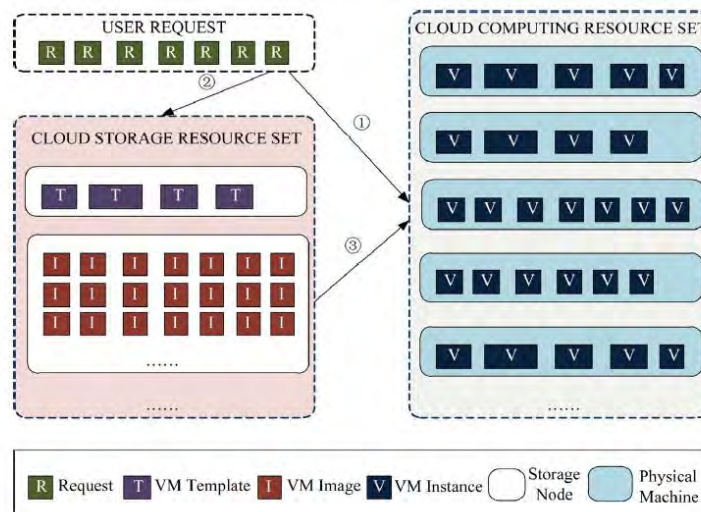 USER REQUEST
R R R R R R R
②
①
CLOUD STORAGE RESOURCE SET
T T T T
I I I I I I I
I I I I I I I
I I I I I I I
......
......
③
CLOUD COMPUTING RESOURCE SET
V V V V V
V V V V
V V V V V V V
V V V V V V
V V V V V
......
R Request
T VM Template
I VM Image
V VM Instance
Storage
Node
Physical
Machine